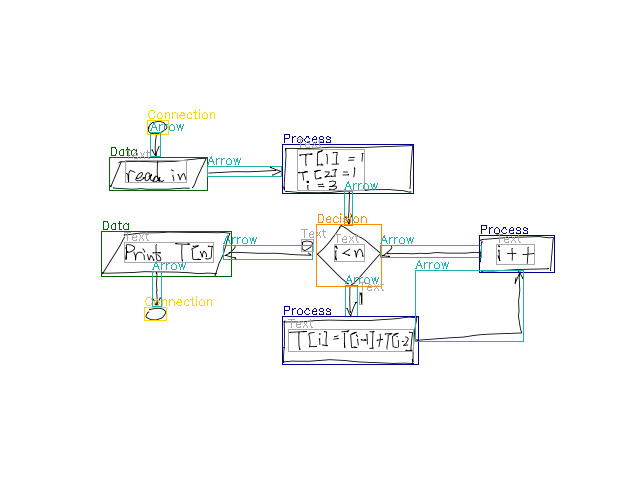 Connection
Arrow
Data
Text
read in
Arrow
Process
Text
T[1] = 1
T[2] = 1
i = 3
Arrow
Decision
Text
i < n
Data
Text
Print T[n]
Arrow
Text
0
Arrow
Process
Text
i + +
Arrow
Connection
Arrow
Text
1
Process
Text
T[i] = T[i-1] + T[i-2]
Arrow